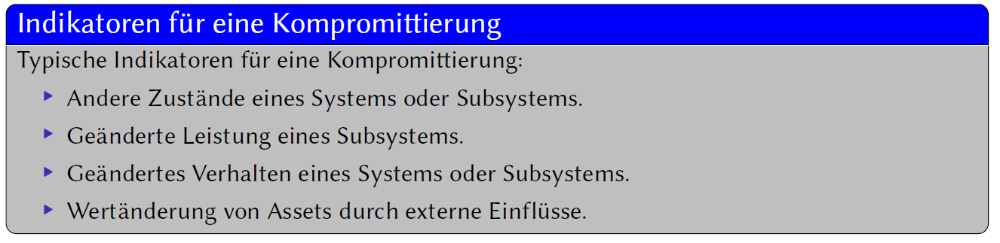 Indikatoren für eine Kompromittierung
Typische Indikatoren für eine Kompromittierung:
Andere Zustände eines Systems oder Subsystems.
Geänderte Leistung eines Subsystems.
Geändertes Verhalten eines Systems oder Subsystems.
Wertänderung von Assets durch externe Einflüsse.